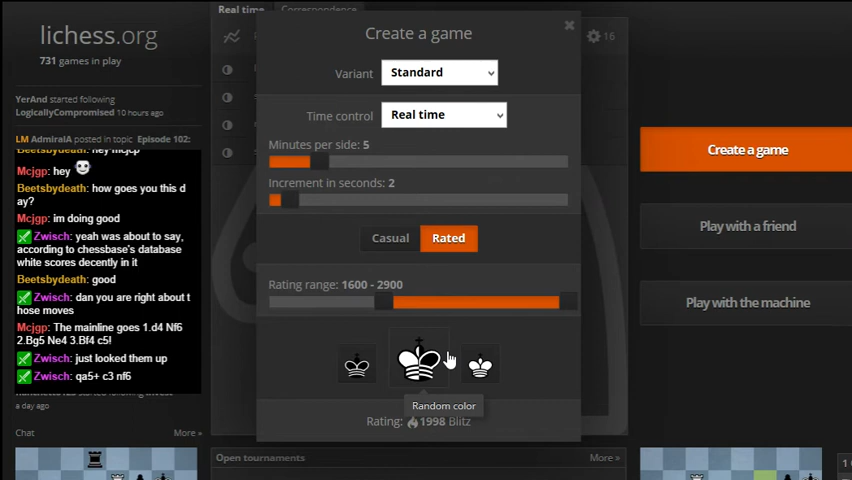 Real time
Correspondence
lichess.org
731 games in play
16
YerAnd started following
LogicallyCompromised 10 hours ago
LM AdmiralA posted in topic Episode 102:
Beetsbydeath: hey mcjcp
Mcjgp: hey
Beetsbydeath: how goes you this d
ay?
Mcjgp: im doing good
Zwisch: yeah was about to say,
according to chessbase's database
white scores decently in it
Beetsbydeath: good
Zwisch: dan you are right about t
hose moves
Mcjgp: The mainline goes 1.d4 Nf6
2.Bg5 Ne4 3.Bf4 c5!
Zwisch: just looked them up
Zwisch: qa5+ c3 nf6
a day ago
Chat
More »
Create a game
Variant
Standard
Time control
Real time
Minutes per side: 5
Increment in seconds: 2
Casual
Rated
Rating range: 1600 - 2900
Random color
Rating: 1998 Blitz
Open tournaments
More »
Create a game
Play with a friend
Play with the machine